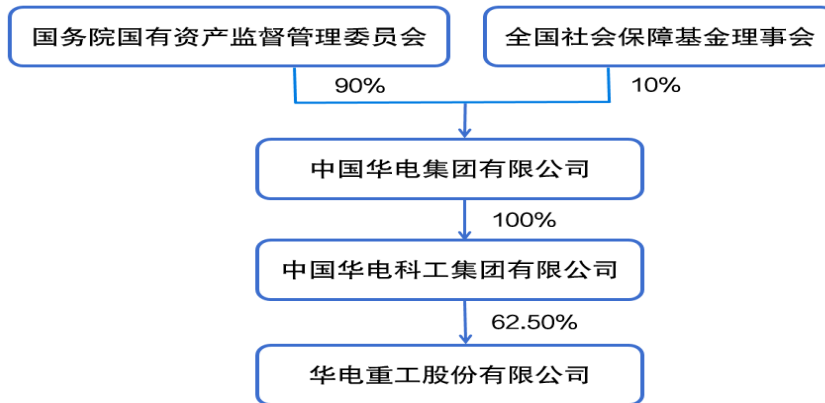 国务院国有资产监督管理委员会
全国社会保障基金理事会
90%
10%
中国华电集团有限公司
100%
中国华电科工集团有限公司
62.50%
华电重工股份有限公司